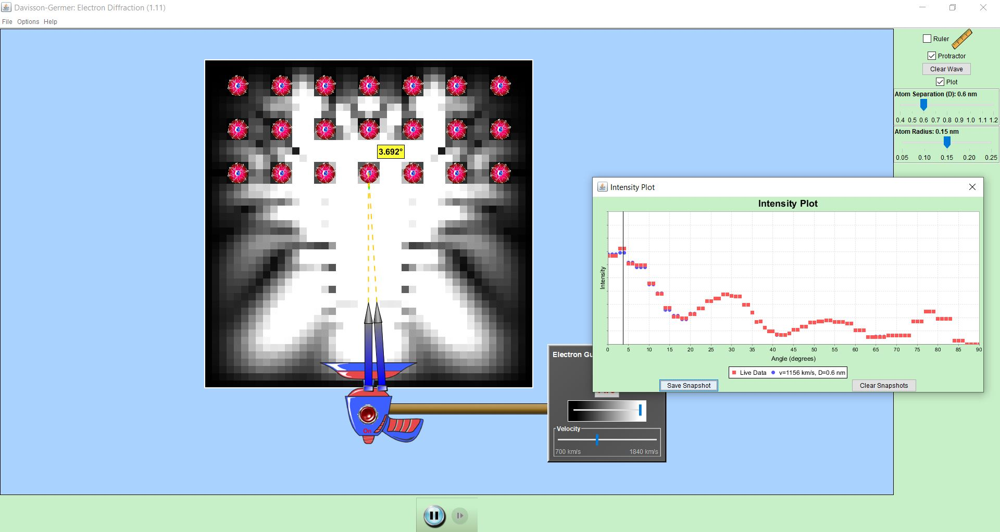 Davisson-Germer: Electron Diffraction (1.11)
File Options Help
Ruler
Protractor
Clear Wave
Plot
Atom Separation (D): 0.6 nm
0.4 0.5 0.6 0.7 0.8 0.9 1.0 1.1 1.2
Atom Radius: 0.15 nm
0.05 0.10 0.15 0.20 0.25
3.692°
Intensity Plot
Intensity Plot
Intensity
0 5 10 15 20 25 30 35 40 45 50 55 60 65 70 75 80 85 90
Angle (degrees)
Live Data v=1156 km/s, D=0.6 nm
Save Snapshot Clear Snapshots
Electron Gu
Velocity
700 km/s 1840 km/s
On